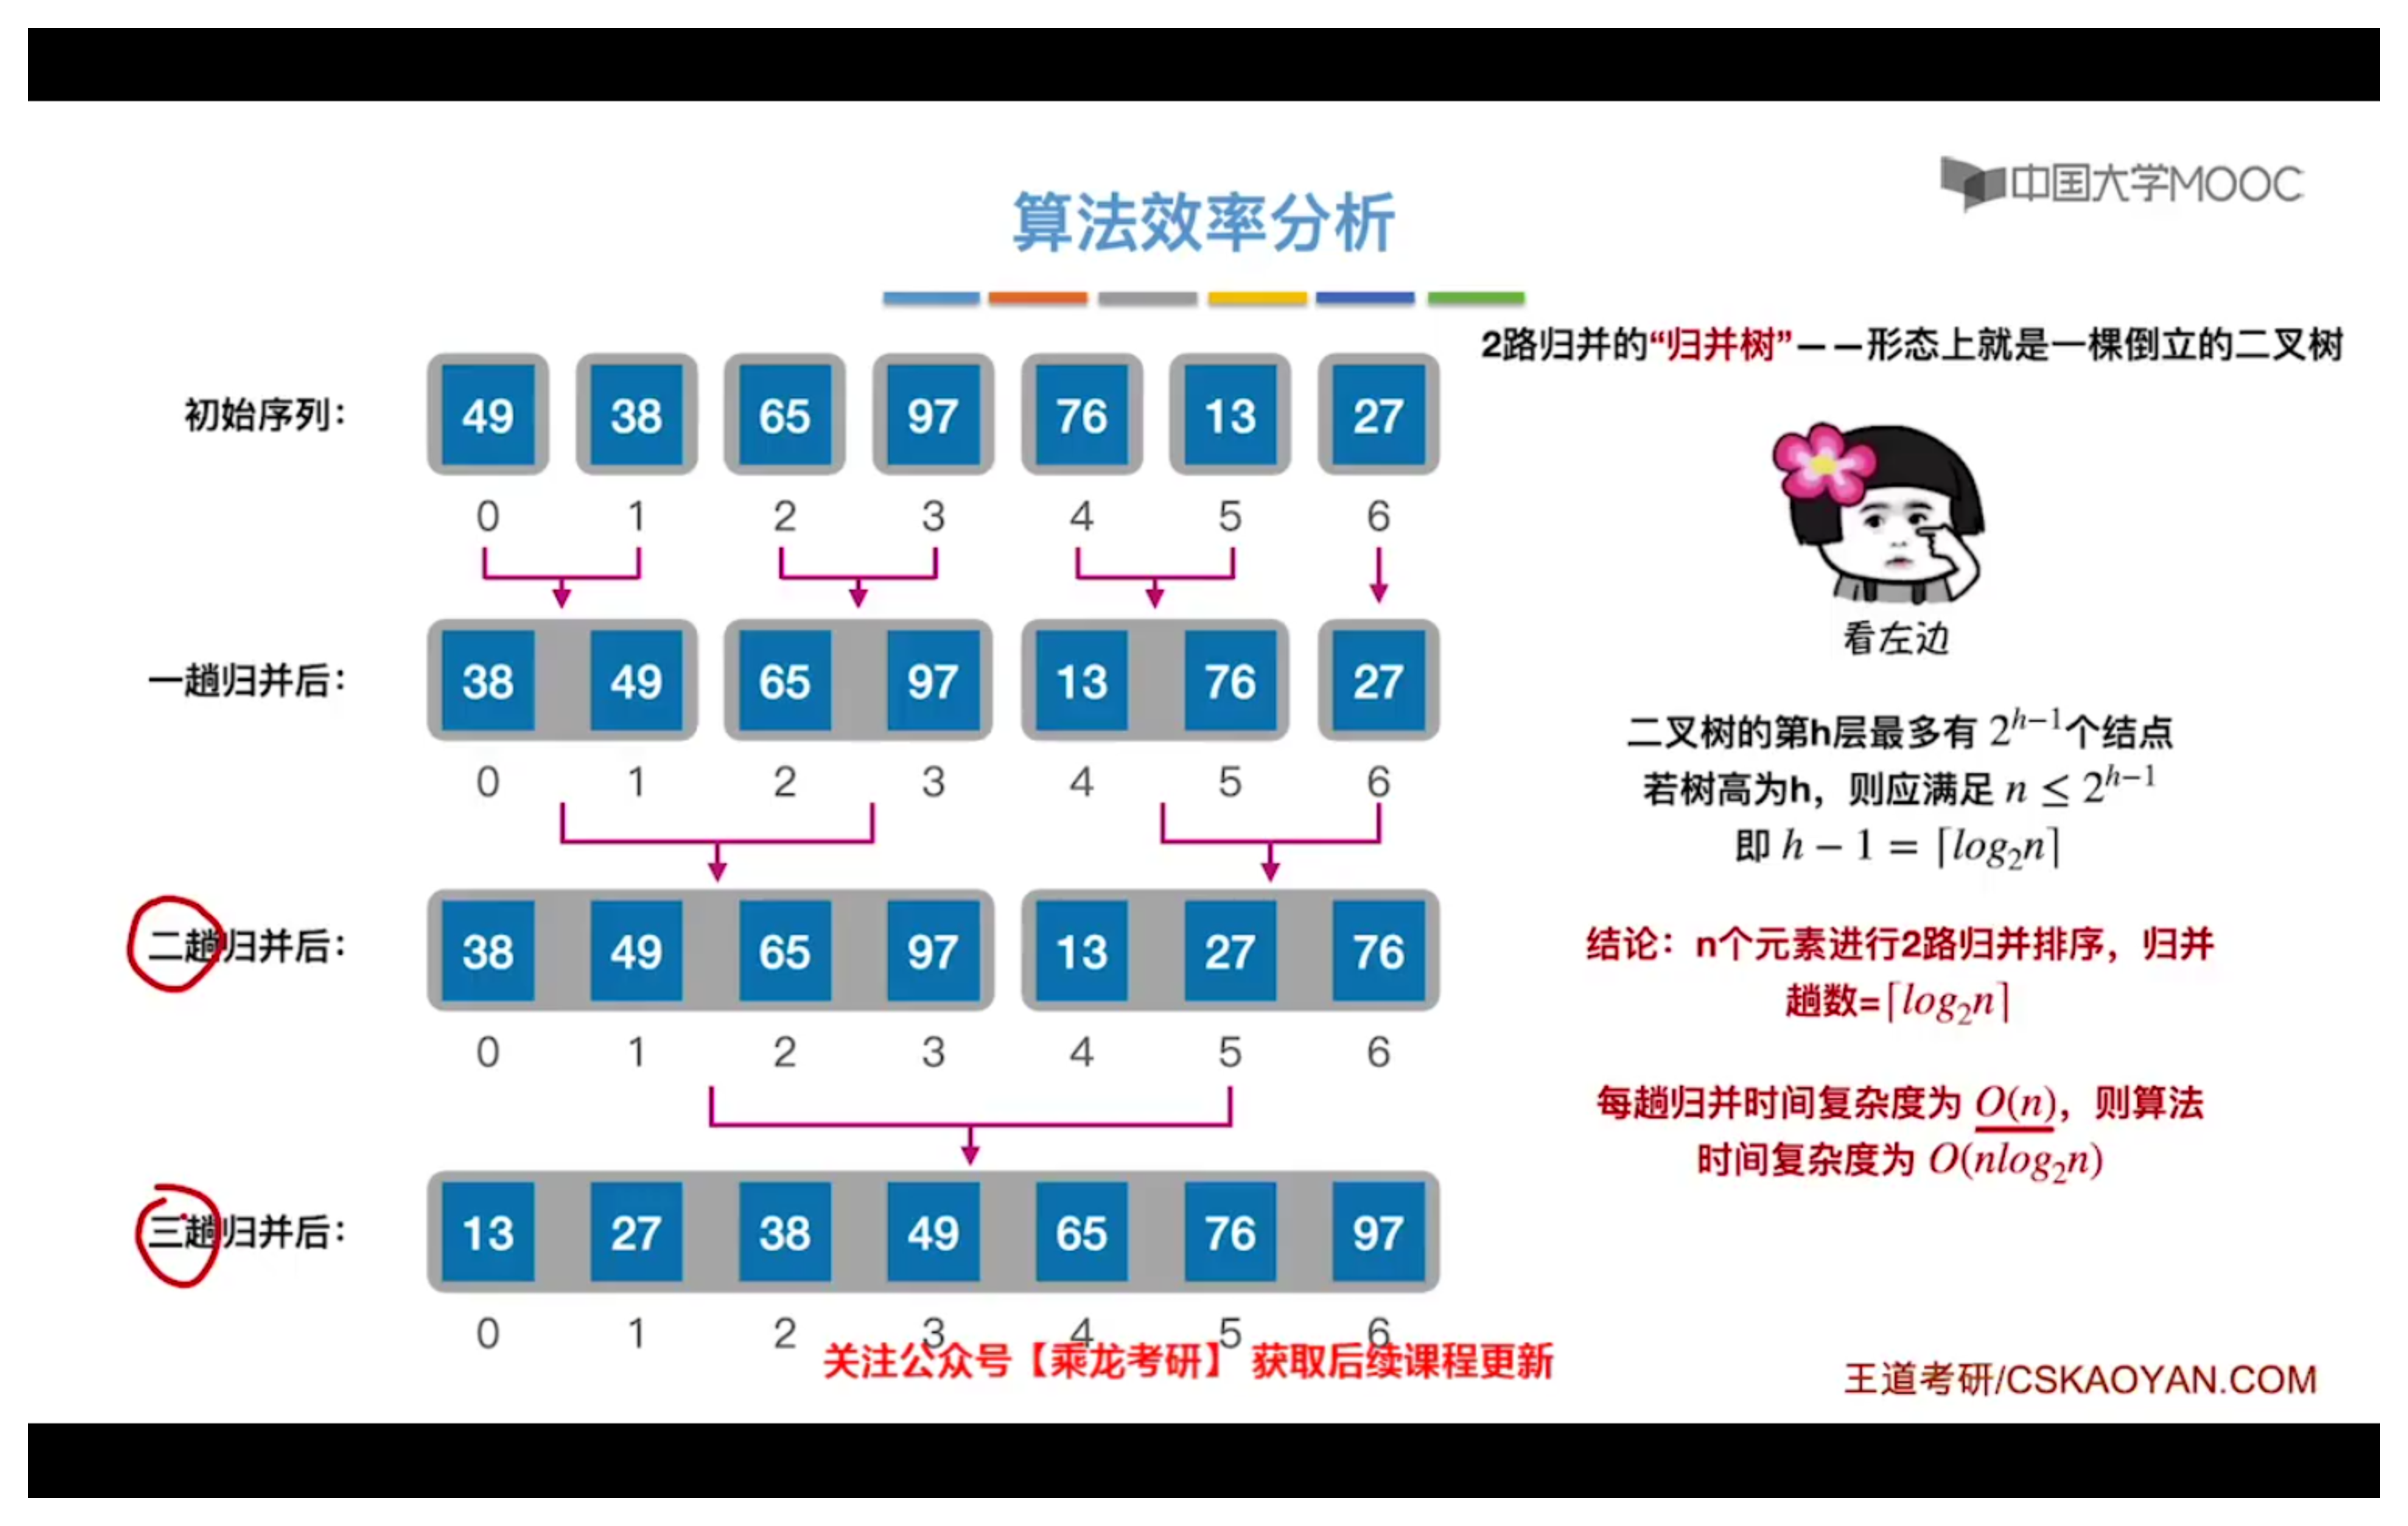 中国大学MOOC
算法效率分析
2路归并的“归并树”——形态上就是一棵倒立的二叉树
初始序列： 49 38 65 97 76 13 27
0 1 2 3 4 5 6
看左边
一趟归并后： 38 49 65 97 13 76 27
0 1 2 3 4 5 6
二叉树的第h层最多有 2^{h−1}个结点
若树高为h，则应满足 n ≤ 2^{h−1}
即 h − 1 = ⌈log₂n⌉
二趟归并后： 38 49 65 97 13 27 76
0 1 2 3 4 5 6
结论：n个元素进行2路归并排序，归并
趟数=⌈log₂n⌉
每趟归并时间复杂度为 O(n)，则算法
时间复杂度为 O(nlog₂n)
三趟归并后： 13 27 38 49 65 76 97
0 1 2 3 4 5 6
关注公众号【乘龙考研】 获取后续课程更新
王道考研/CSKAOYAN.COM